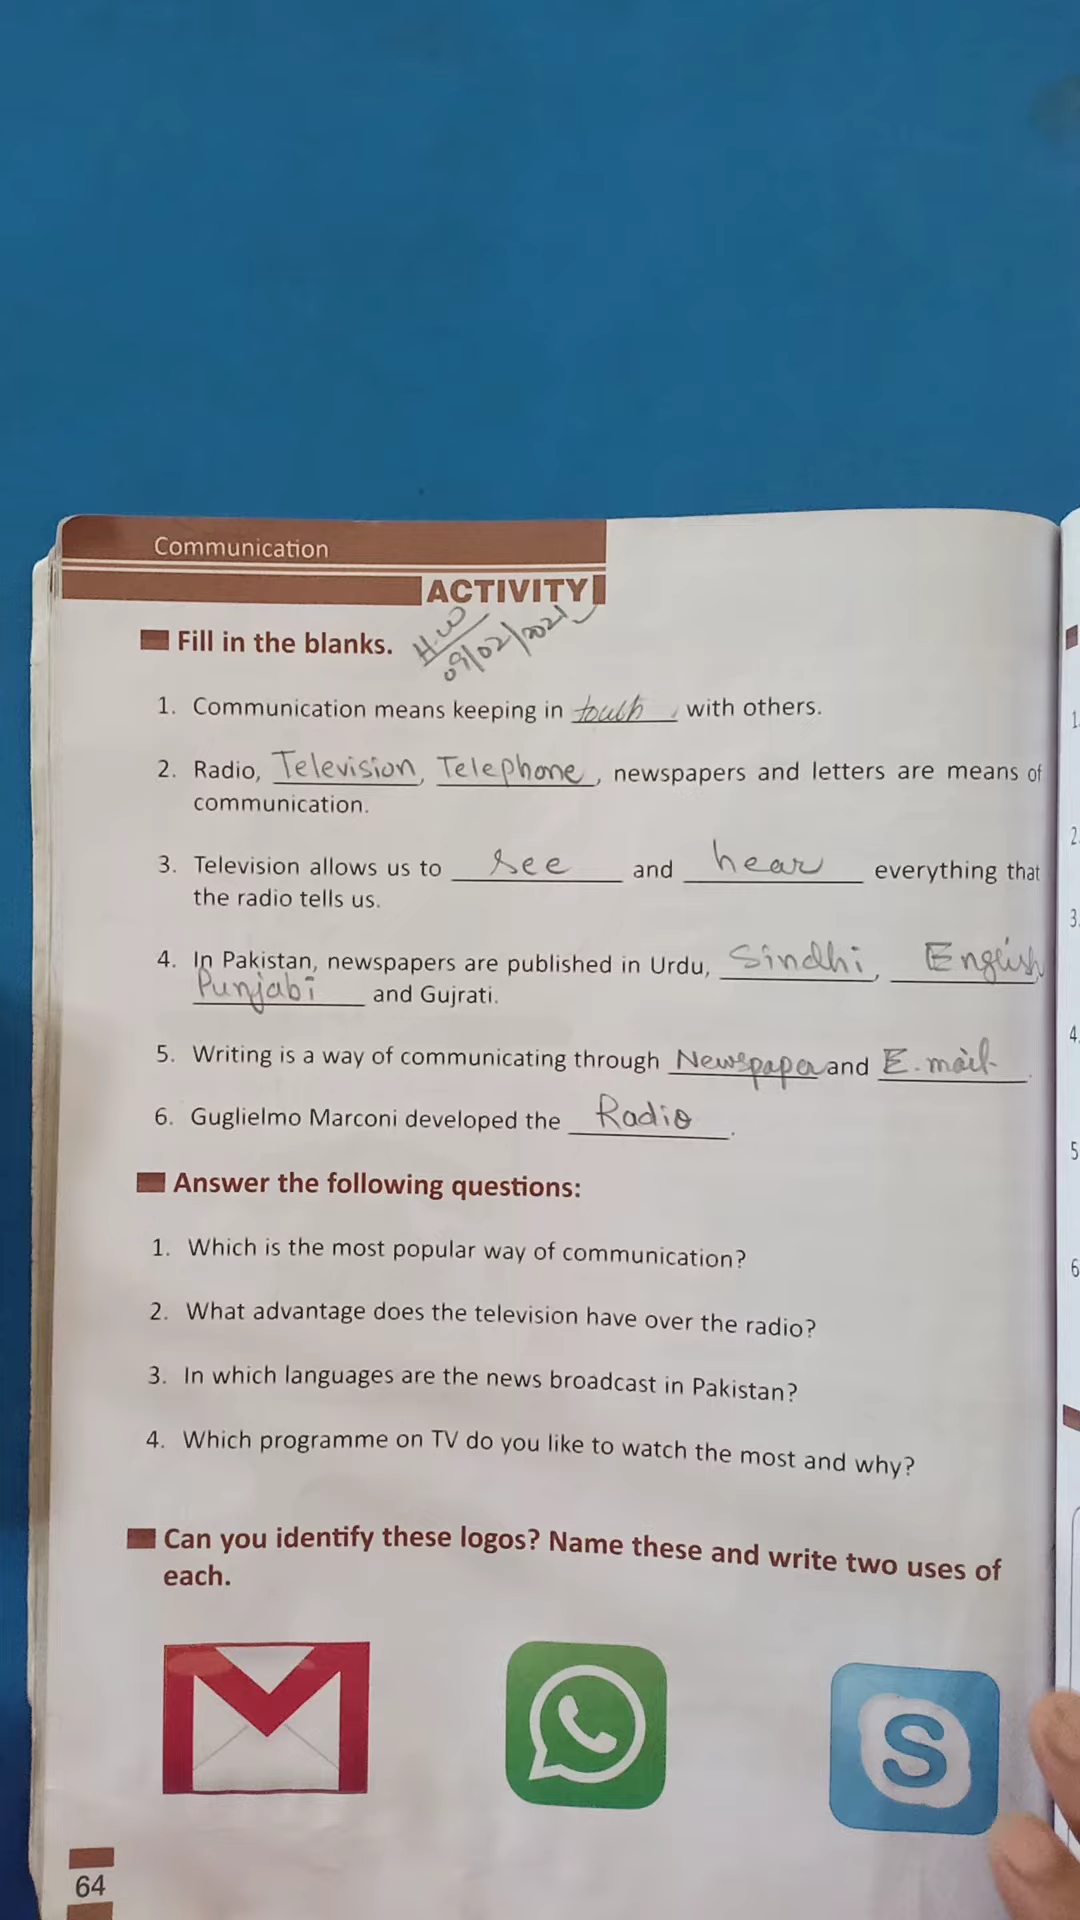 Communication
ACTIVITY
Fill in the blanks. H.W
09/02/2021
1. Communication means keeping in touch with others.
2. Radio, Television, Telephone, newspapers and letters are means of
communication.
3. Television allows us to see and hear everything that
the radio tells us.
4. In Pakistan, newspapers are published in Urdu, Sindhi, English
Punjabi and Gujrati.
5. Writing is a way of communicating through Newspaper and E.mail.
6. Guglielmo Marconi developed the Radio.
Answer the following questions:
1. Which is the most popular way of communication?
2. What advantage does the television have over the radio?
3. In which languages are the news broadcast in Pakistan?
4. Which programme on TV do you like to watch the most and why?
Can you identify these logos? Name these and write two uses of
each.
S
64
1.
2.
3.
4.
5
6